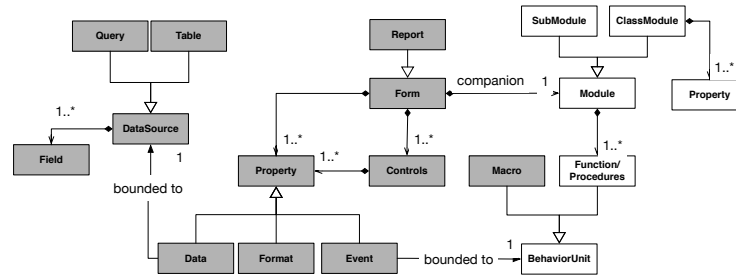 Query
Table
Report
SubModule
ClassModule
Form
companion
1
Module
1..*
Property
1..*
DataSource
1
Field
bounded to
1..*
1..*
1..*
1..*
Property
Controls
Macro
Function/
Procedures
Data
Format
Event
bounded to
1
BehaviorUnit